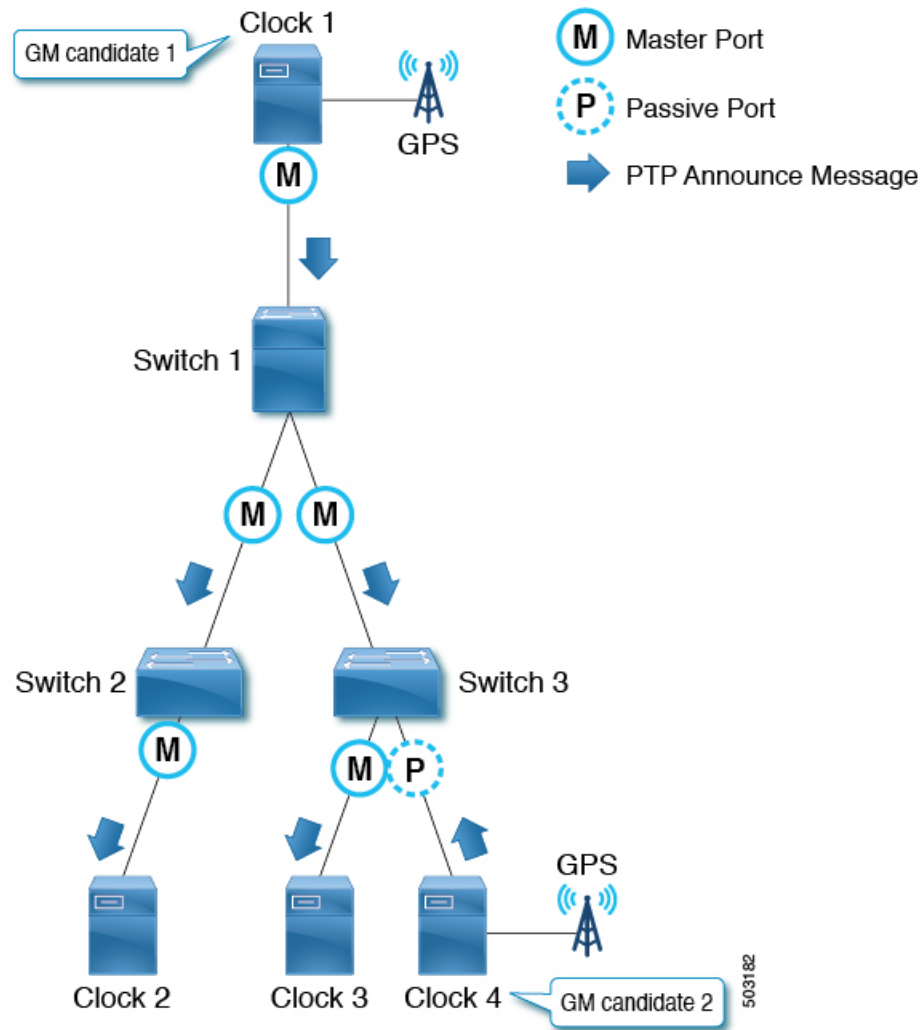 Clock 1
GM candidate 1
M
Master Port
P
Passive Port
GPS
M
PTP Announce Message
Switch 1
M
M
Switch 2
Switch 3
M
M
P
GPS
Clock 2
Clock 3
Clock 4
GM candidate 2
503182